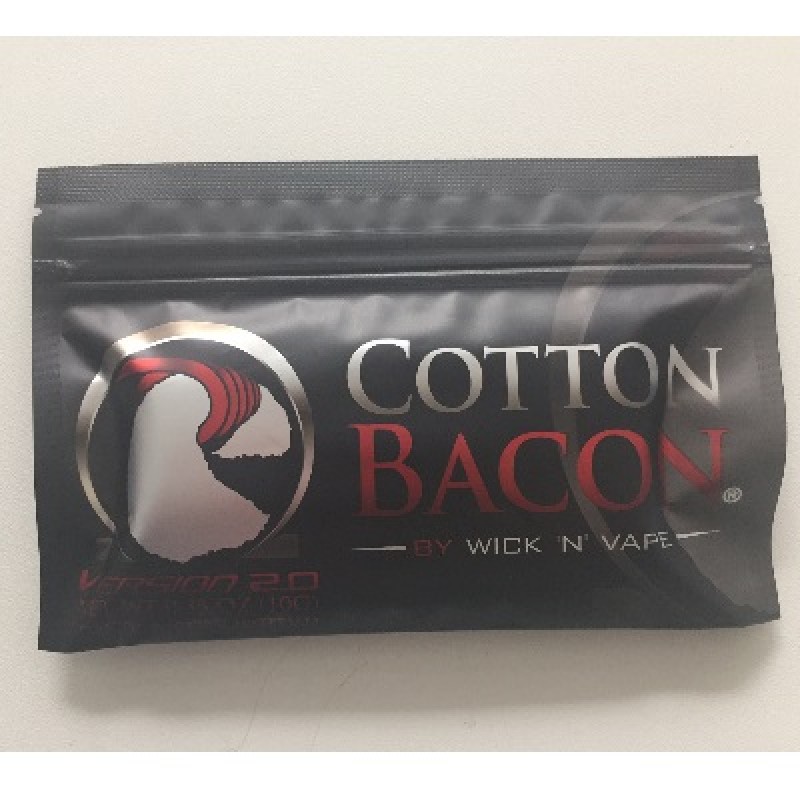 COTTON
BACON®
BY WICK 'N' VAPE
VERSION 2.0